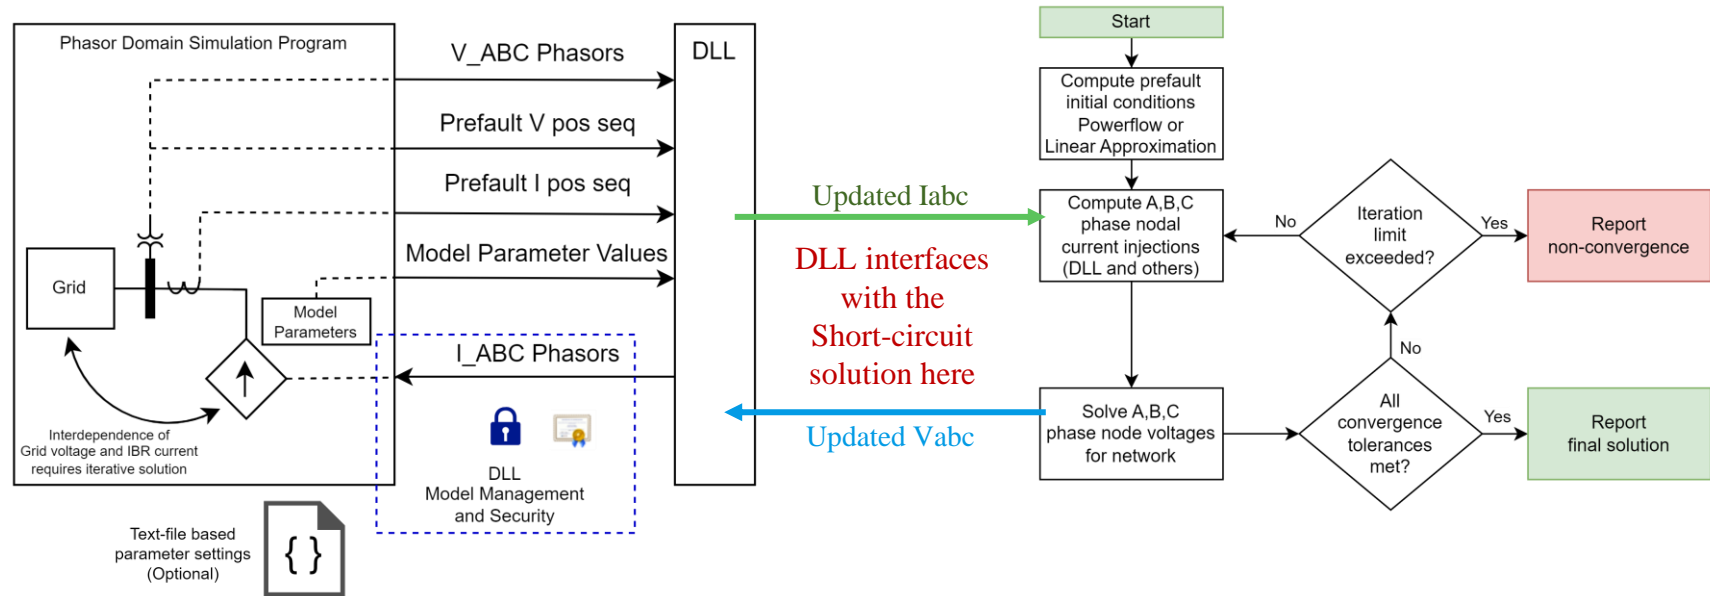 Phasor Domain Simulation Program
V_ABC Phasors
Prefault V pos seq
Prefault I pos seq
Model Parameter Values
I_ABC Phasors
Grid
Model
Parameters
Interdependence of
Grid voltage and IBR current
requires iterative solution
DLL
Model Management
and Security
Text-file based
parameter settings
(Optional)
{ }
DLL
Updated Iabc
DLL interfaces
with the
Short-circuit
solution here
Updated Vabc
Start
Compute prefault
initial conditions
Powerflow or
Linear Approximation
Compute A,B,C
phase nodal
current injections
(DLL and others)
Solve A,B,C
phase node voltages
for network
No
Iteration
limit
exceeded?
Yes
Report
non-convergence
No
All
convergence
tolerances
met?
Yes
Report
final solution